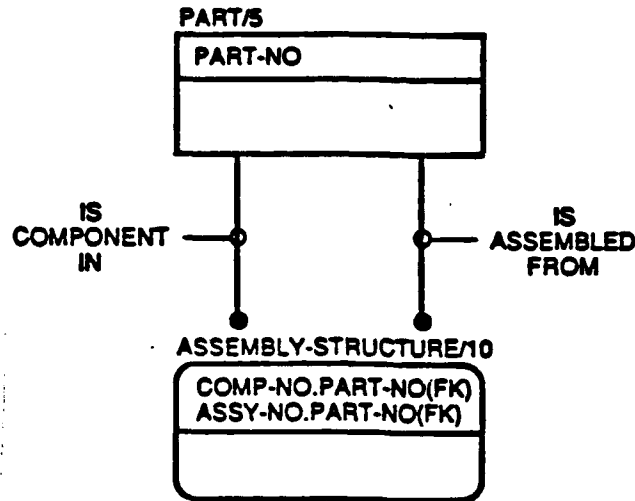 PART/5
PART-NO
IS
COMPONENT
IN
IS
ASSEMBLED
FROM
ASSEMBLY-STRUCTURE/10
COMP-NO.PART-NO(FK)
ASSY-NO.PART-NO(FK)